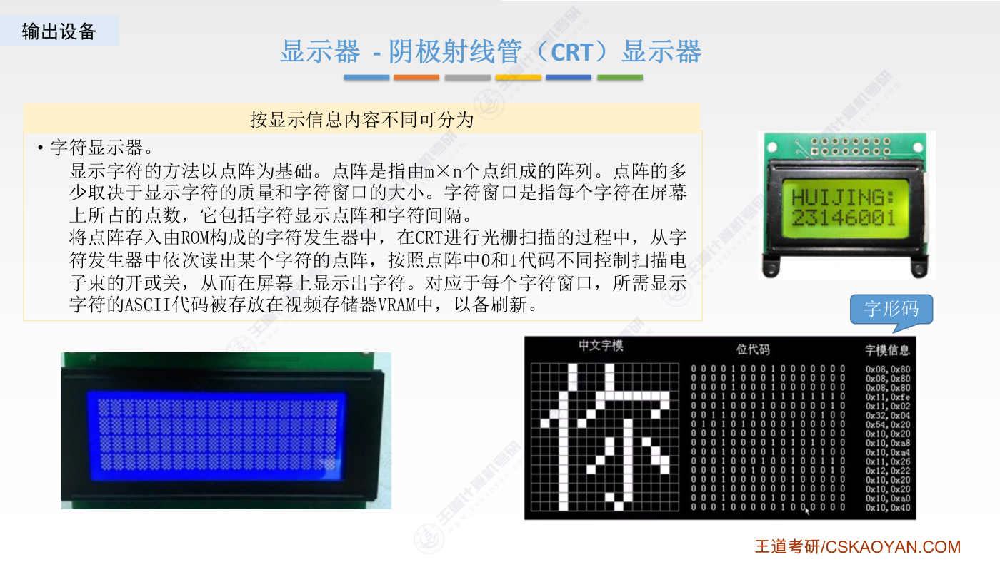 输出设备
显示器 - 阴极射线管（CRT）显示器
按显示信息内容不同可分为
• 字符显示器。
显示字符的方法以点阵为基础。点阵是指由m×n个点组成的阵列。点阵的多
少取决于显示字符的质量和字符窗口的大小。字符窗口是指每个字符在屏幕
上所占的点数，它包括字符显示点阵和字符间隔。
将点阵存入由ROM构成的字符发生器中，在CRT进行光栅扫描的过程中，从字
符发生器中依次读出某个字符的点阵，按照点阵中0和1代码不同控制扫描电
子束的开或关，从而在屏幕上显示出字符。对应于每个字符窗口，所需显示
字符的ASCII代码被存放在视频存储器VRAM中，以备刷新。
HUIJING:
23146001
字形码
中文字模 位代码 字模信息
0 0 0 0 1 0 0 0 1 0 0 0 0 0 0 0 0x08,0x80
0 0 0 0 1 0 0 0 1 0 0 0 0 0 0 0 0x08,0x80
0 0 0 0 1 0 0 0 1 0 0 0 0 0 0 0 0x08,0x80
0 0 0 1 0 0 0 1 1 1 1 1 1 1 1 0 0x11,0xfe
0 0 0 1 0 0 0 1 0 0 0 0 0 0 1 0 0x11,0x02
0 0 1 1 0 0 1 0 0 0 0 0 0 1 0 0 0x32,0x04
0 1 0 1 0 1 0 0 0 0 1 0 0 0 0 0 0x54,0x20
0 0 0 1 0 0 0 0 0 0 1 0 0 0 0 0 0x10,0x20
0 0 0 1 0 0 0 0 1 0 1 0 1 0 0 0 0x10,0xa8
0 0 0 1 0 0 0 0 1 0 1 0 0 1 0 0 0x10,0xa4
0 0 0 1 0 0 0 1 0 0 1 0 0 1 1 0 0x11,0x26
0 0 0 1 0 0 1 0 0 0 1 0 0 0 1 0 0x12,0x22
0 0 0 1 0 0 0 0 0 0 1 0 0 0 0 0 0x10,0x20
0 0 0 1 0 0 0 0 0 0 1 0 0 0 0 0 0x10,0x20
0 0 0 1 0 0 0 0 1 0 1 0 0 0 0 0 0x10,0xa0
0 0 0 1 0 0 0 0 0 1 0 0 0 0 0 0 0x10,0x40
王道考研/CSKAOYAN.COM